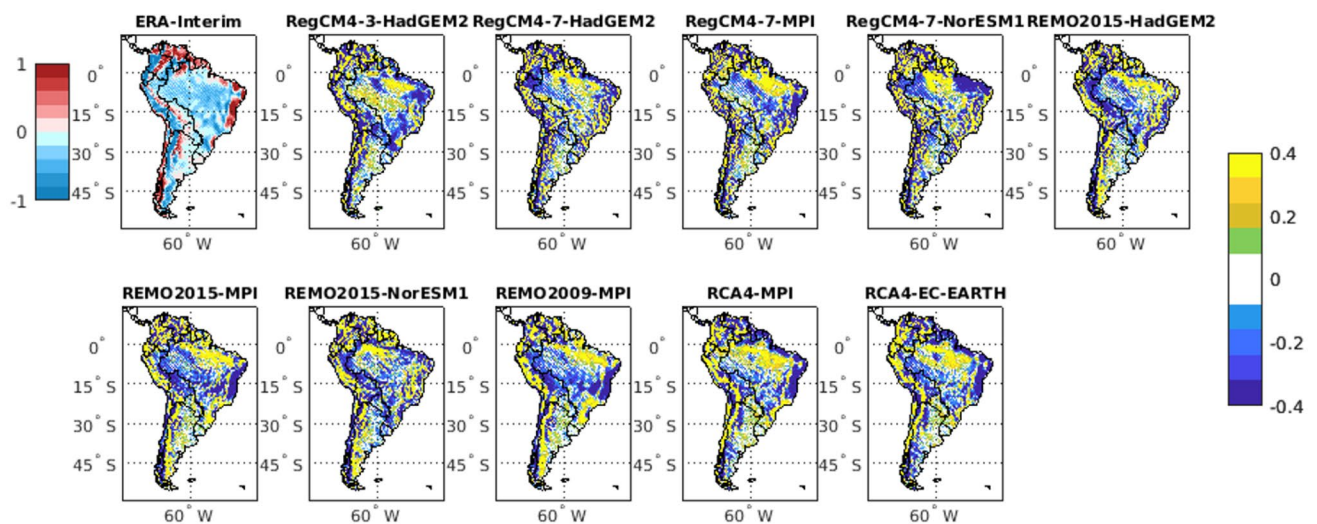 ERA-Interim RegCM4-3-HadGEM2 RegCM4-7-HadGEM2 RegCM4-7-MPI RegCM4-7-NorESM1 REMO2015-HadGEM2
1
0
-1
0° 0° 0° 0° 0° 0°
15° S 15° S 15° S 15° S 15° S 15° S
30° S 30° S 30° S 30° S 30° S 30° S
45° S 45° S 45° S 45° S 45° S 45° S
60° W 60° W 60° W 60° W 60° W 60° W
0.4
0.2
0
-0.2
-0.4
REMO2015-MPI REMO2015-NorESM1 REMO2009-MPI RCA4-MPI RCA4-EC-EARTH
0° 0° 0° 0° 0°
15° S 15° S 15° S 15° S 15° S
30° S 30° S 30° S 30° S 30° S
45° S 45° S 45° S 45° S 45° S
60° W 60° W 60° W 60° W 60° W